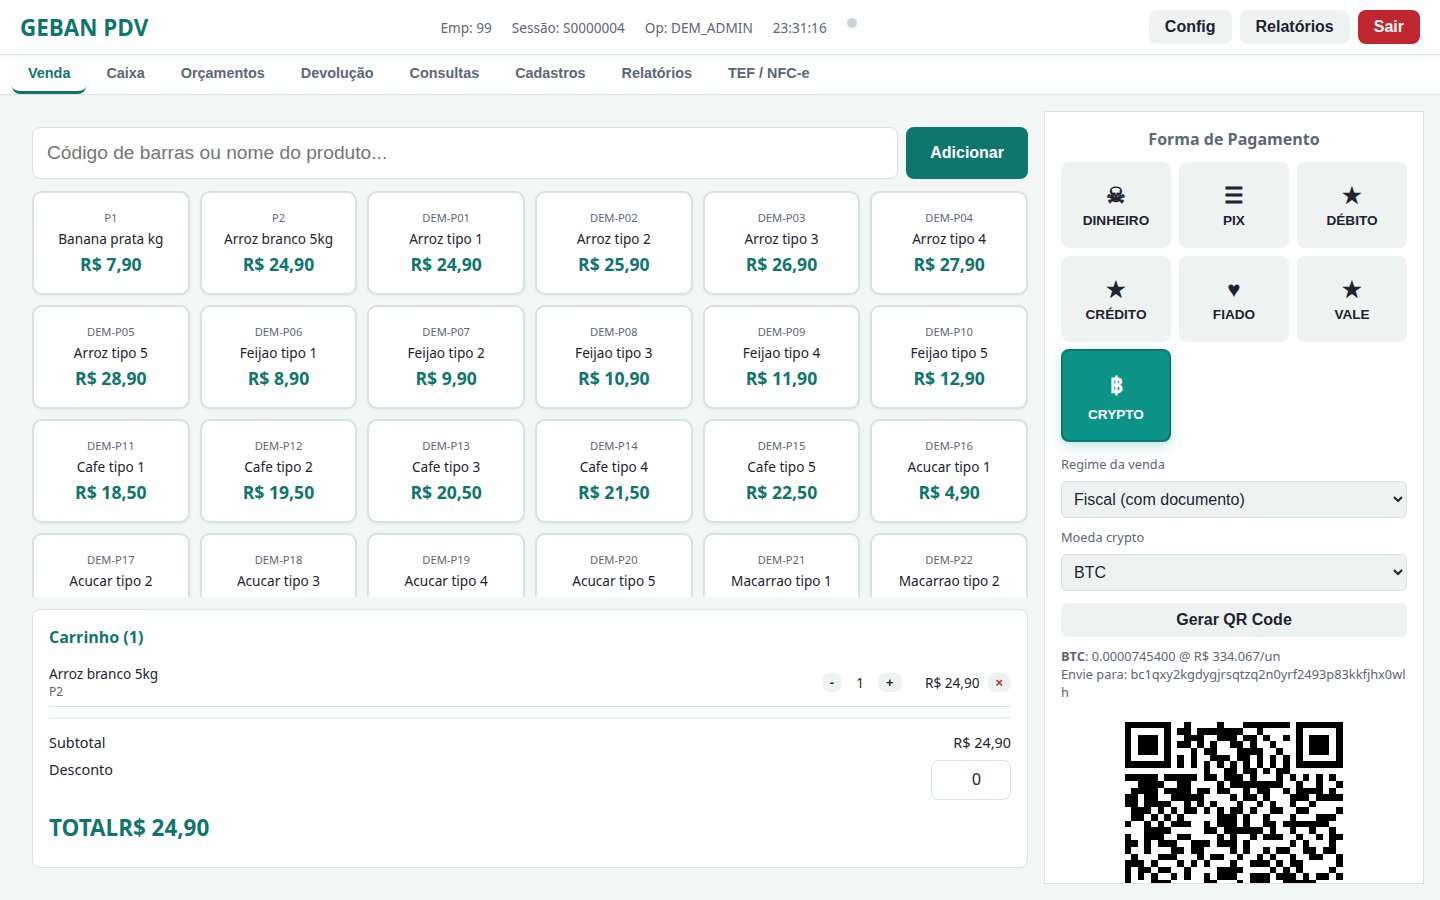 GEBAN PDV
Emp: 99 Sessão: S0000004 Op: DEM_ADMIN 23:31:16
Config Relatórios Sair
Venda Caixa Orçamentos Devolução Consultas Cadastros Relatórios TEF / NFC-e
Código de barras ou nome do produto...
Adicionar
P1 P2 DEM-P01 DEM-P02 DEM-P03 DEM-P04
Banana prata kg Arroz branco 5kg Arroz tipo 1 Arroz tipo 2 Arroz tipo 3 Arroz tipo 4
R$ 7,90 R$ 24,90 R$ 24,90 R$ 25,90 R$ 26,90 R$ 27,90
DEM-P05 DEM-P06 DEM-P07 DEM-P08 DEM-P09 DEM-P10
Arroz tipo 5 Feijao tipo 1 Feijao tipo 2 Feijao tipo 3 Feijao tipo 4 Feijao tipo 5
R$ 28,90 R$ 8,90 R$ 9,90 R$ 10,90 R$ 11,90 R$ 12,90
DEM-P11 DEM-P12 DEM-P13 DEM-P14 DEM-P15 DEM-P16
Cafe tipo 1 Cafe tipo 2 Cafe tipo 3 Cafe tipo 4 Cafe tipo 5 Acucar tipo 1
R$ 18,50 R$ 19,50 R$ 20,50 R$ 21,50 R$ 22,50 R$ 4,90
DEM-P17 DEM-P18 DEM-P19 DEM-P20 DEM-P21 DEM-P22
Acucar tipo 2 Acucar tipo 3 Acucar tipo 4 Acucar tipo 5 Macarrao tipo 1 Macarrao tipo 2
Carrinho (1)
Arroz branco 5kg
P2
- 1 + R$ 24,90 ×
Subtotal R$ 24,90
Desconto 0
TOTALR$ 24,90
Forma de Pagamento
DINHEIRO PIX DÉBITO
CRÉDITO FIADO VALE
฿
CRYPTO
Regime da venda
Fiscal (com documento)
Moeda crypto
BTC
Gerar QR Code
BTC: 0.0000745400 @ R$ 334.067/un
Envie para: bc1qxy2kgdygjrsqtzq2n0yrf2493p83kkfjhx0wl
h